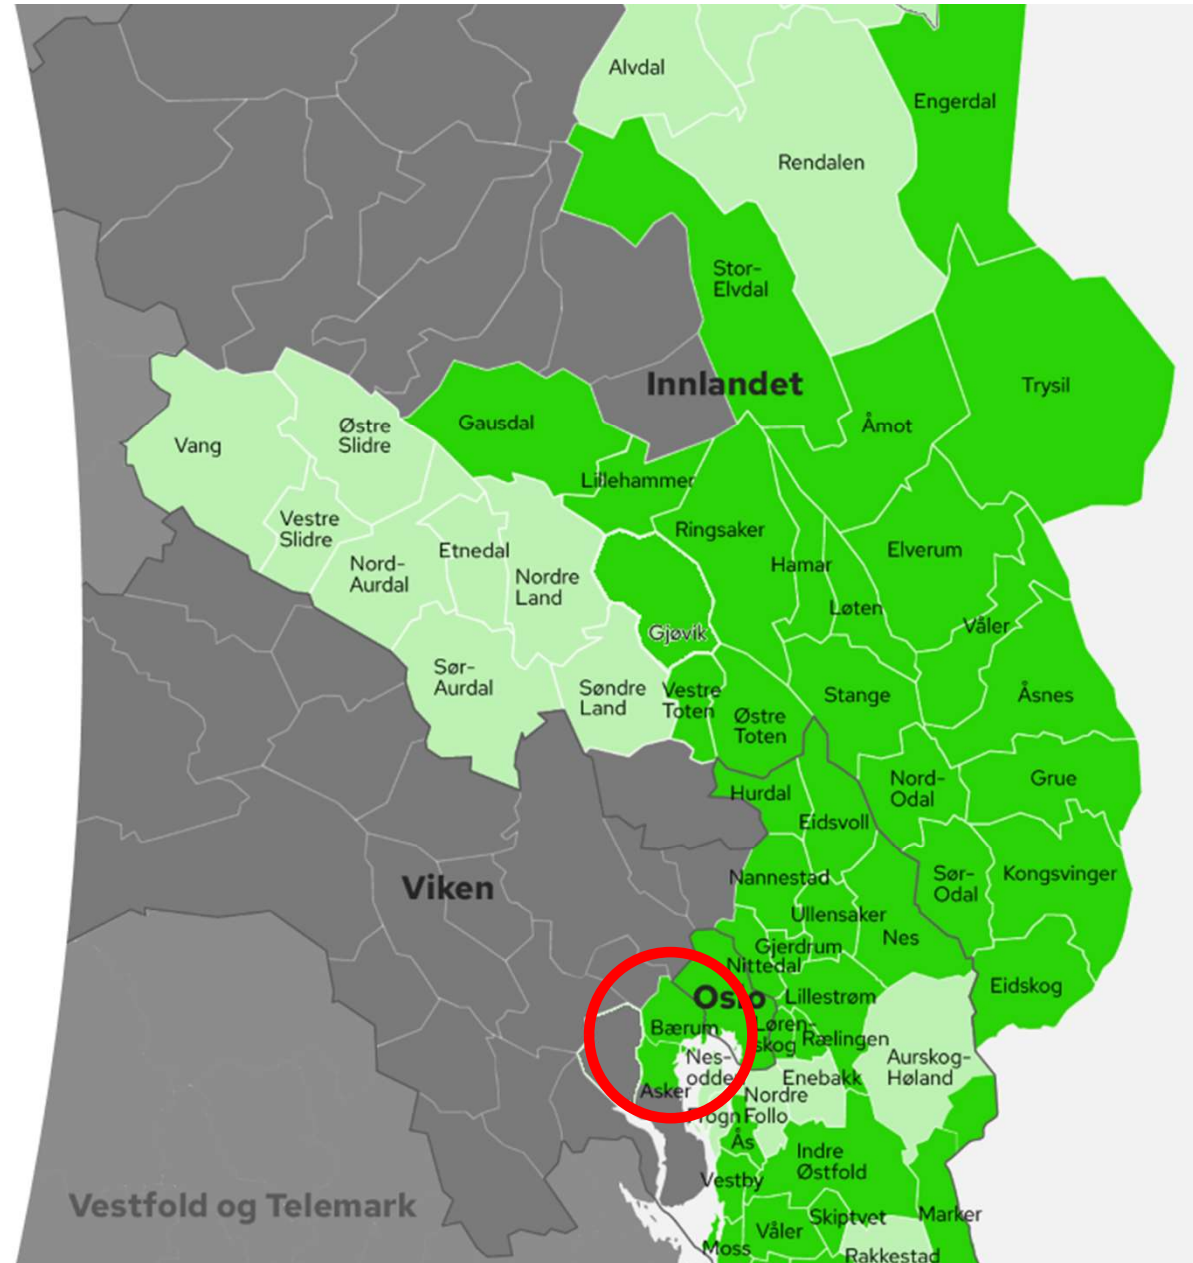 Alvdal
Engerdal
Rendalen
Stor-
Elvdal
Innlandet
Trysil
Gausdal
Åmot
Østre
Slidre
Vang
Lillehammer
Vestre
Slidre
Ringsaker
Etnedal
Elverum
Nord-
Aurdal
Hamar
Nordre
Land
Løten
Gjøvik
Våler
Sør-
Aurdal
Søndre
Land
Vestre
Toten
Stange
Åsnes
Østre
Toten
Nord-
Odal
Grue
Hurdal
Eidsvoll
Viken
Nannestad
Sør-
Odal
Kongsvinger
Ullensaker
Nes
Gjerdrum
Nittedal
Eidskog
Oslo
Lillestrøm
Bærum
Løren-
skog
Rælingen
Nes-
odden
Enebakk
Aurskog-
Høland
Asker
Nordre
Follo
Frogn
Ås
Indre
Østfold
Vestby
Vestfold og Telemark
Skiptvet
Marker
Våler
Moss
Rakkestad